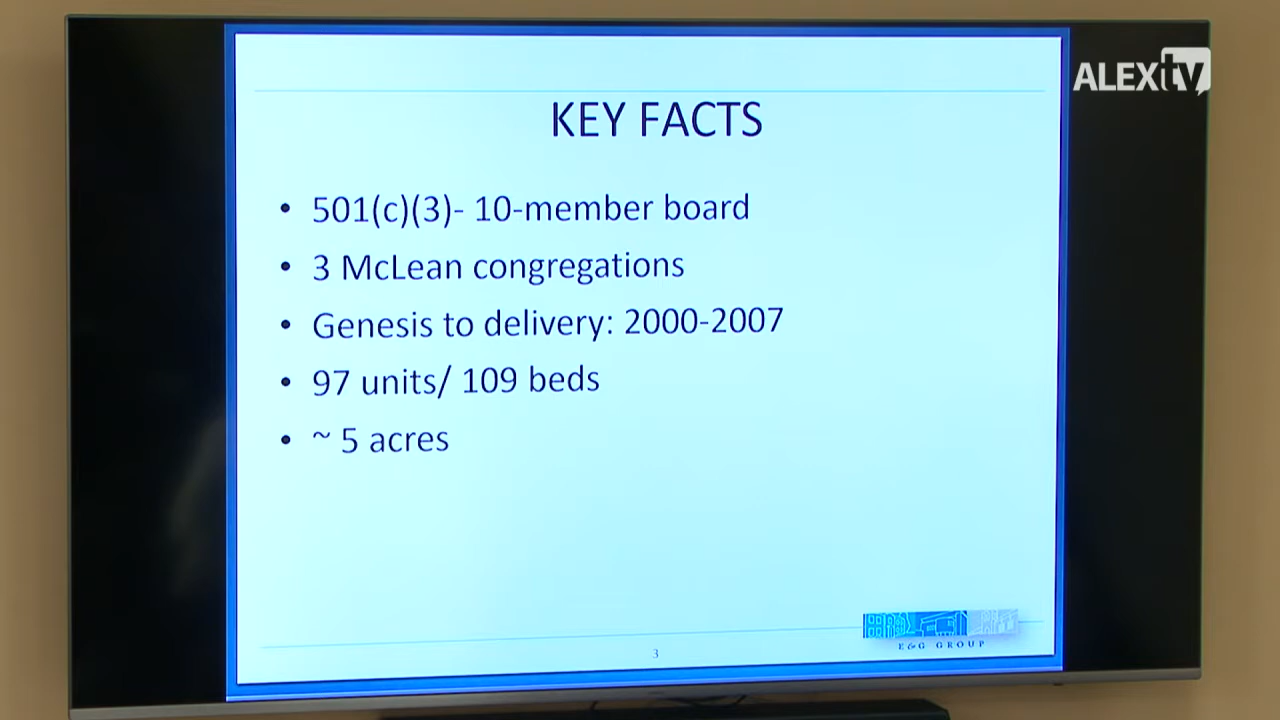 ALEXtv
KEY FACTS
• 501(c)(3)- 10-member board
• 3 McLean congregations
• Genesis to delivery: 2000-2007
• 97 units/ 109 beds
• ~ 5 acres
E&G GROUP
3